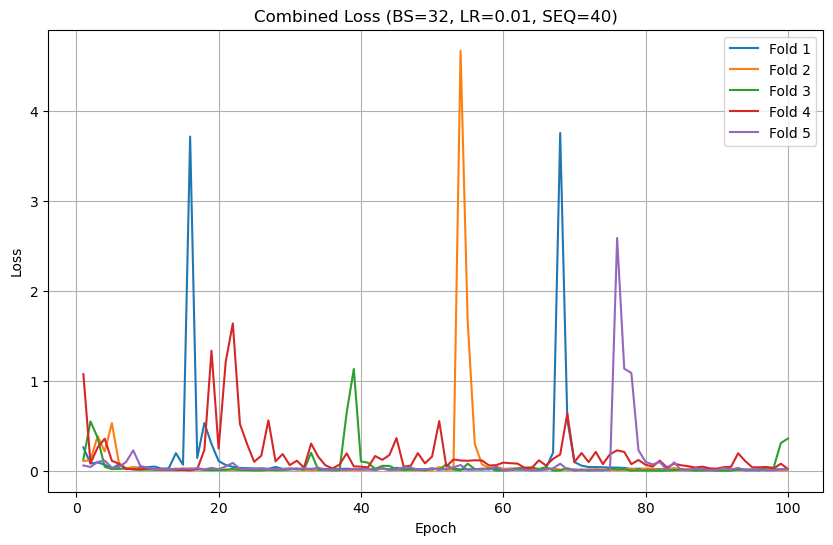 Combined Loss (BS=32, LR=0.01, SEQ=40)
Fold 1
Fold 2
Fold 3
Fold 4
Fold 5
Loss
4
3
2
1
0
0
20
40
60
80
100
Epoch